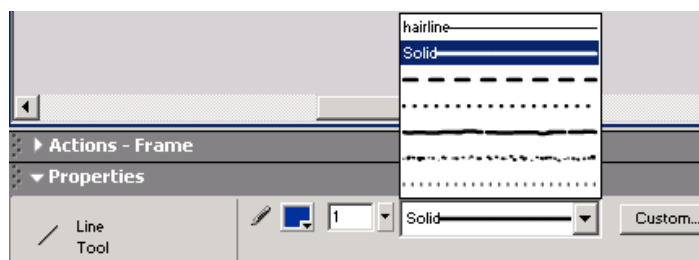 hairline
Solid
Actions - Frame
Properties
Line
Tool
1
Solid
Custom...